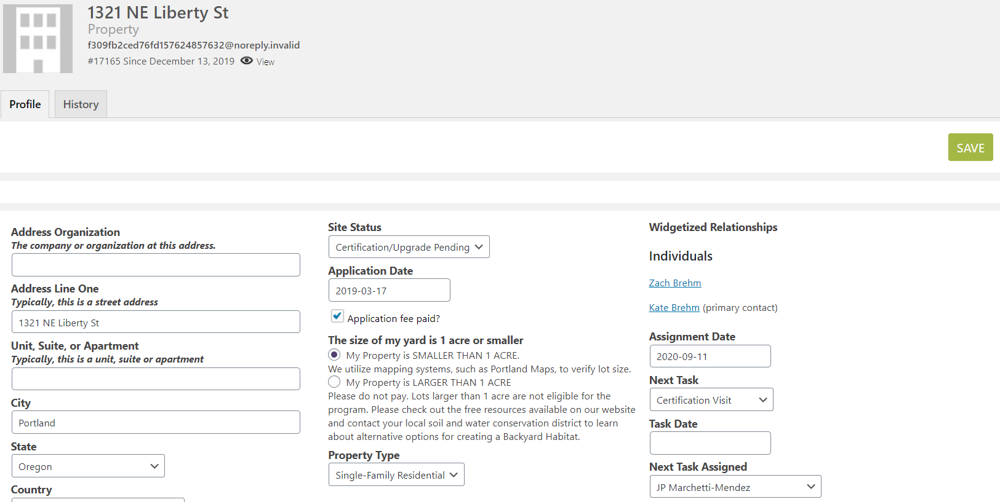 1321 NE Liberty St
Property
f309fb2ced76fd157624857632@noreply.invalid
#17165 Since December 13, 2019 View
Profile
History
SAVE
Address Organization
The company or organization at this address.
Address Line One
Typically, this is a street address
1321 NE Liberty St
Unit, Suite, or Apartment
Typically, this is a unit, suite or apartment
City
Portland
State
Oregon
Country
Site Status
Certification/Upgrade Pending
Application Date
2019-03-17
Application fee paid?
The size of my yard is 1 acre or smaller
My Property is SMALLER THAN 1 ACRE.
We utilize mapping systems, such as Portland Maps, to verify lot size.
My Property is LARGER THAN 1 ACRE
Please do not pay. Lots larger than 1 acre are not eligible for the
program. Please check out the free resources available on our website
and contact your local soil and water conservation district to learn
about alternative options for creating a Backyard Habitat.
Property Type
Single-Family Residential
Widgetized Relationships
Individuals
Zach Brehm
Kate Brehm (primary contact)
Assignment Date
2020-09-11
Next Task
Certification Visit
Task Date
Next Task Assigned
JP Marchetti-Mendez